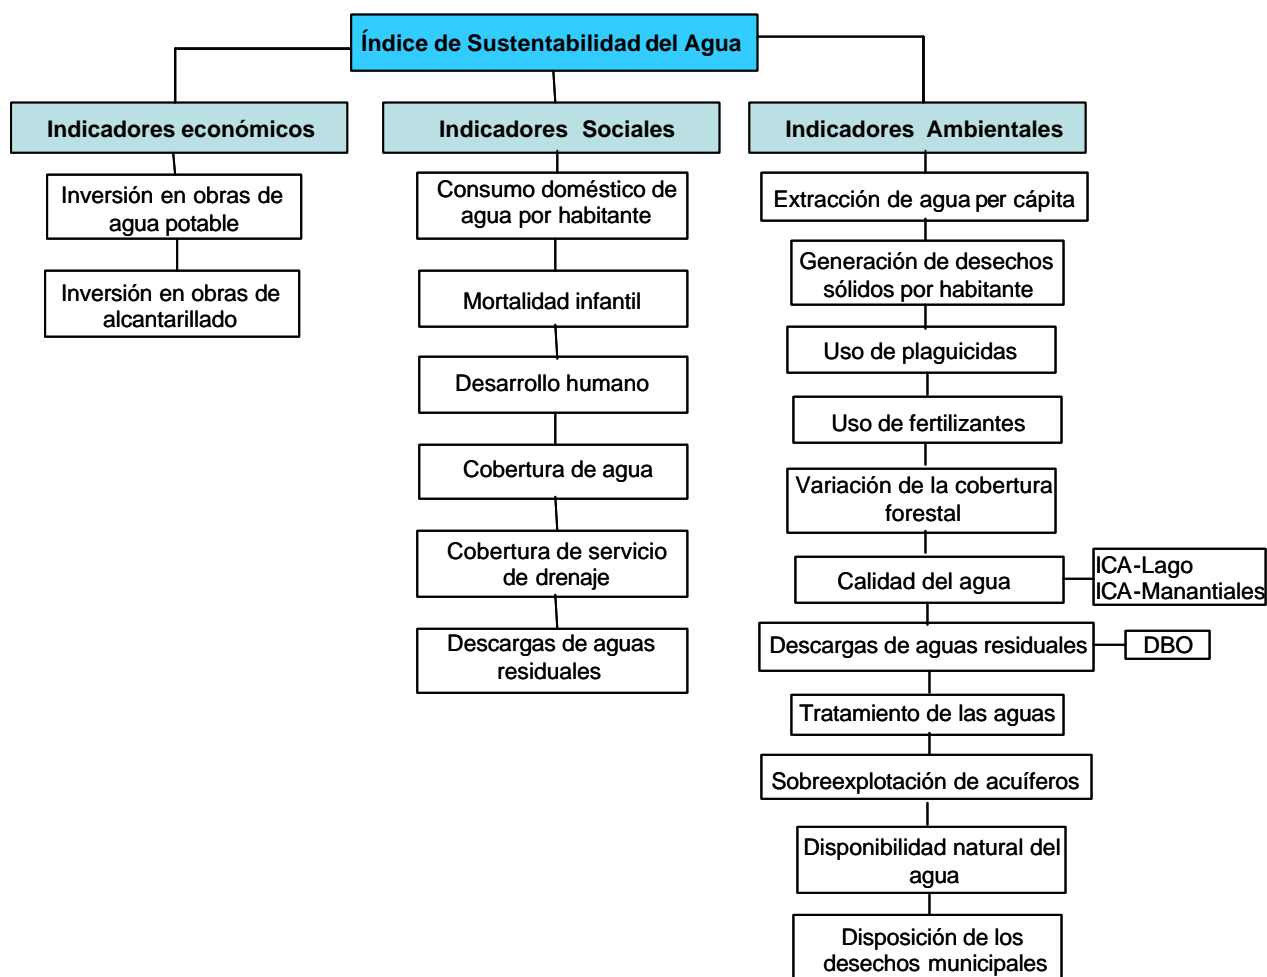 Índice de Sustentabilidad del Agua
Indicadores económicos
Inversión en obras de
agua potable
Inversión en obras de
alcantarillado
Indicadores Sociales
Consumo doméstico de
agua por habitante
Mortalidad infantil
Desarrollo humano
Cobertura de agua
Cobertura de servicio
de drenaje
Descargas de aguas
residuales
Indicadores Ambientales
Extracción de agua per cápita
Generación de desechos
sólidos por habitante
Uso de plaguicidas
Uso de fertilizantes
Variación de la cobertura
forestal
Calidad del agua
ICA-Lago
ICA-Manantiales
Descargas de aguas residuales
DBO
Tratamiento de las aguas
Sobreexplotación de acuíferos
Disponibilidad natural del
agua
Disposición de los
desechos municipales